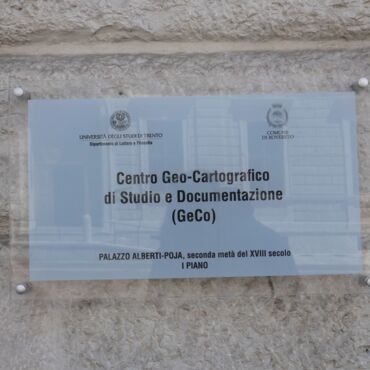 UNIVERSITÀ DEGLI STUDI DI TRENTO
Dipartimento di Lettere e Filosofia
COMUNE
DI ROVERETO
Centro Geo-Cartografico
di Studio e Documentazione
(GeCo)
PALAZZO ALBERTI-POJA, seconda metà del XVIII secolo
I PIANO